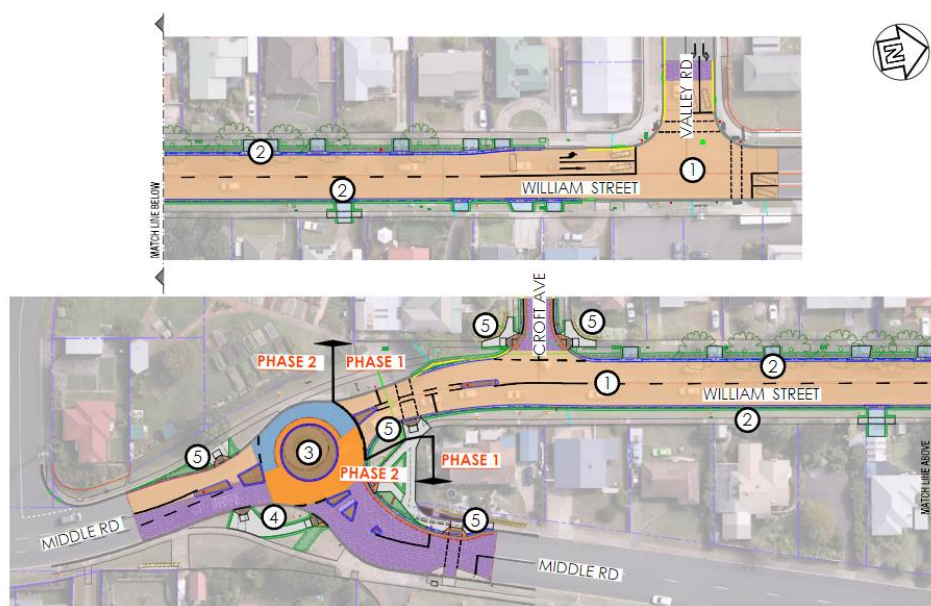 N
MATCH LINE BELOW
2
2
VALLEY RD
1
WILLIAM STREET
5
CROFT AVE
5
PHASE 2
PHASE 1
1
2
WILLIAM STREET
2
5
3
5
PHASE 2
PHASE 1
4
5
MIDDLE RD
MIDDLE RD
MATCH LINE ABOVE